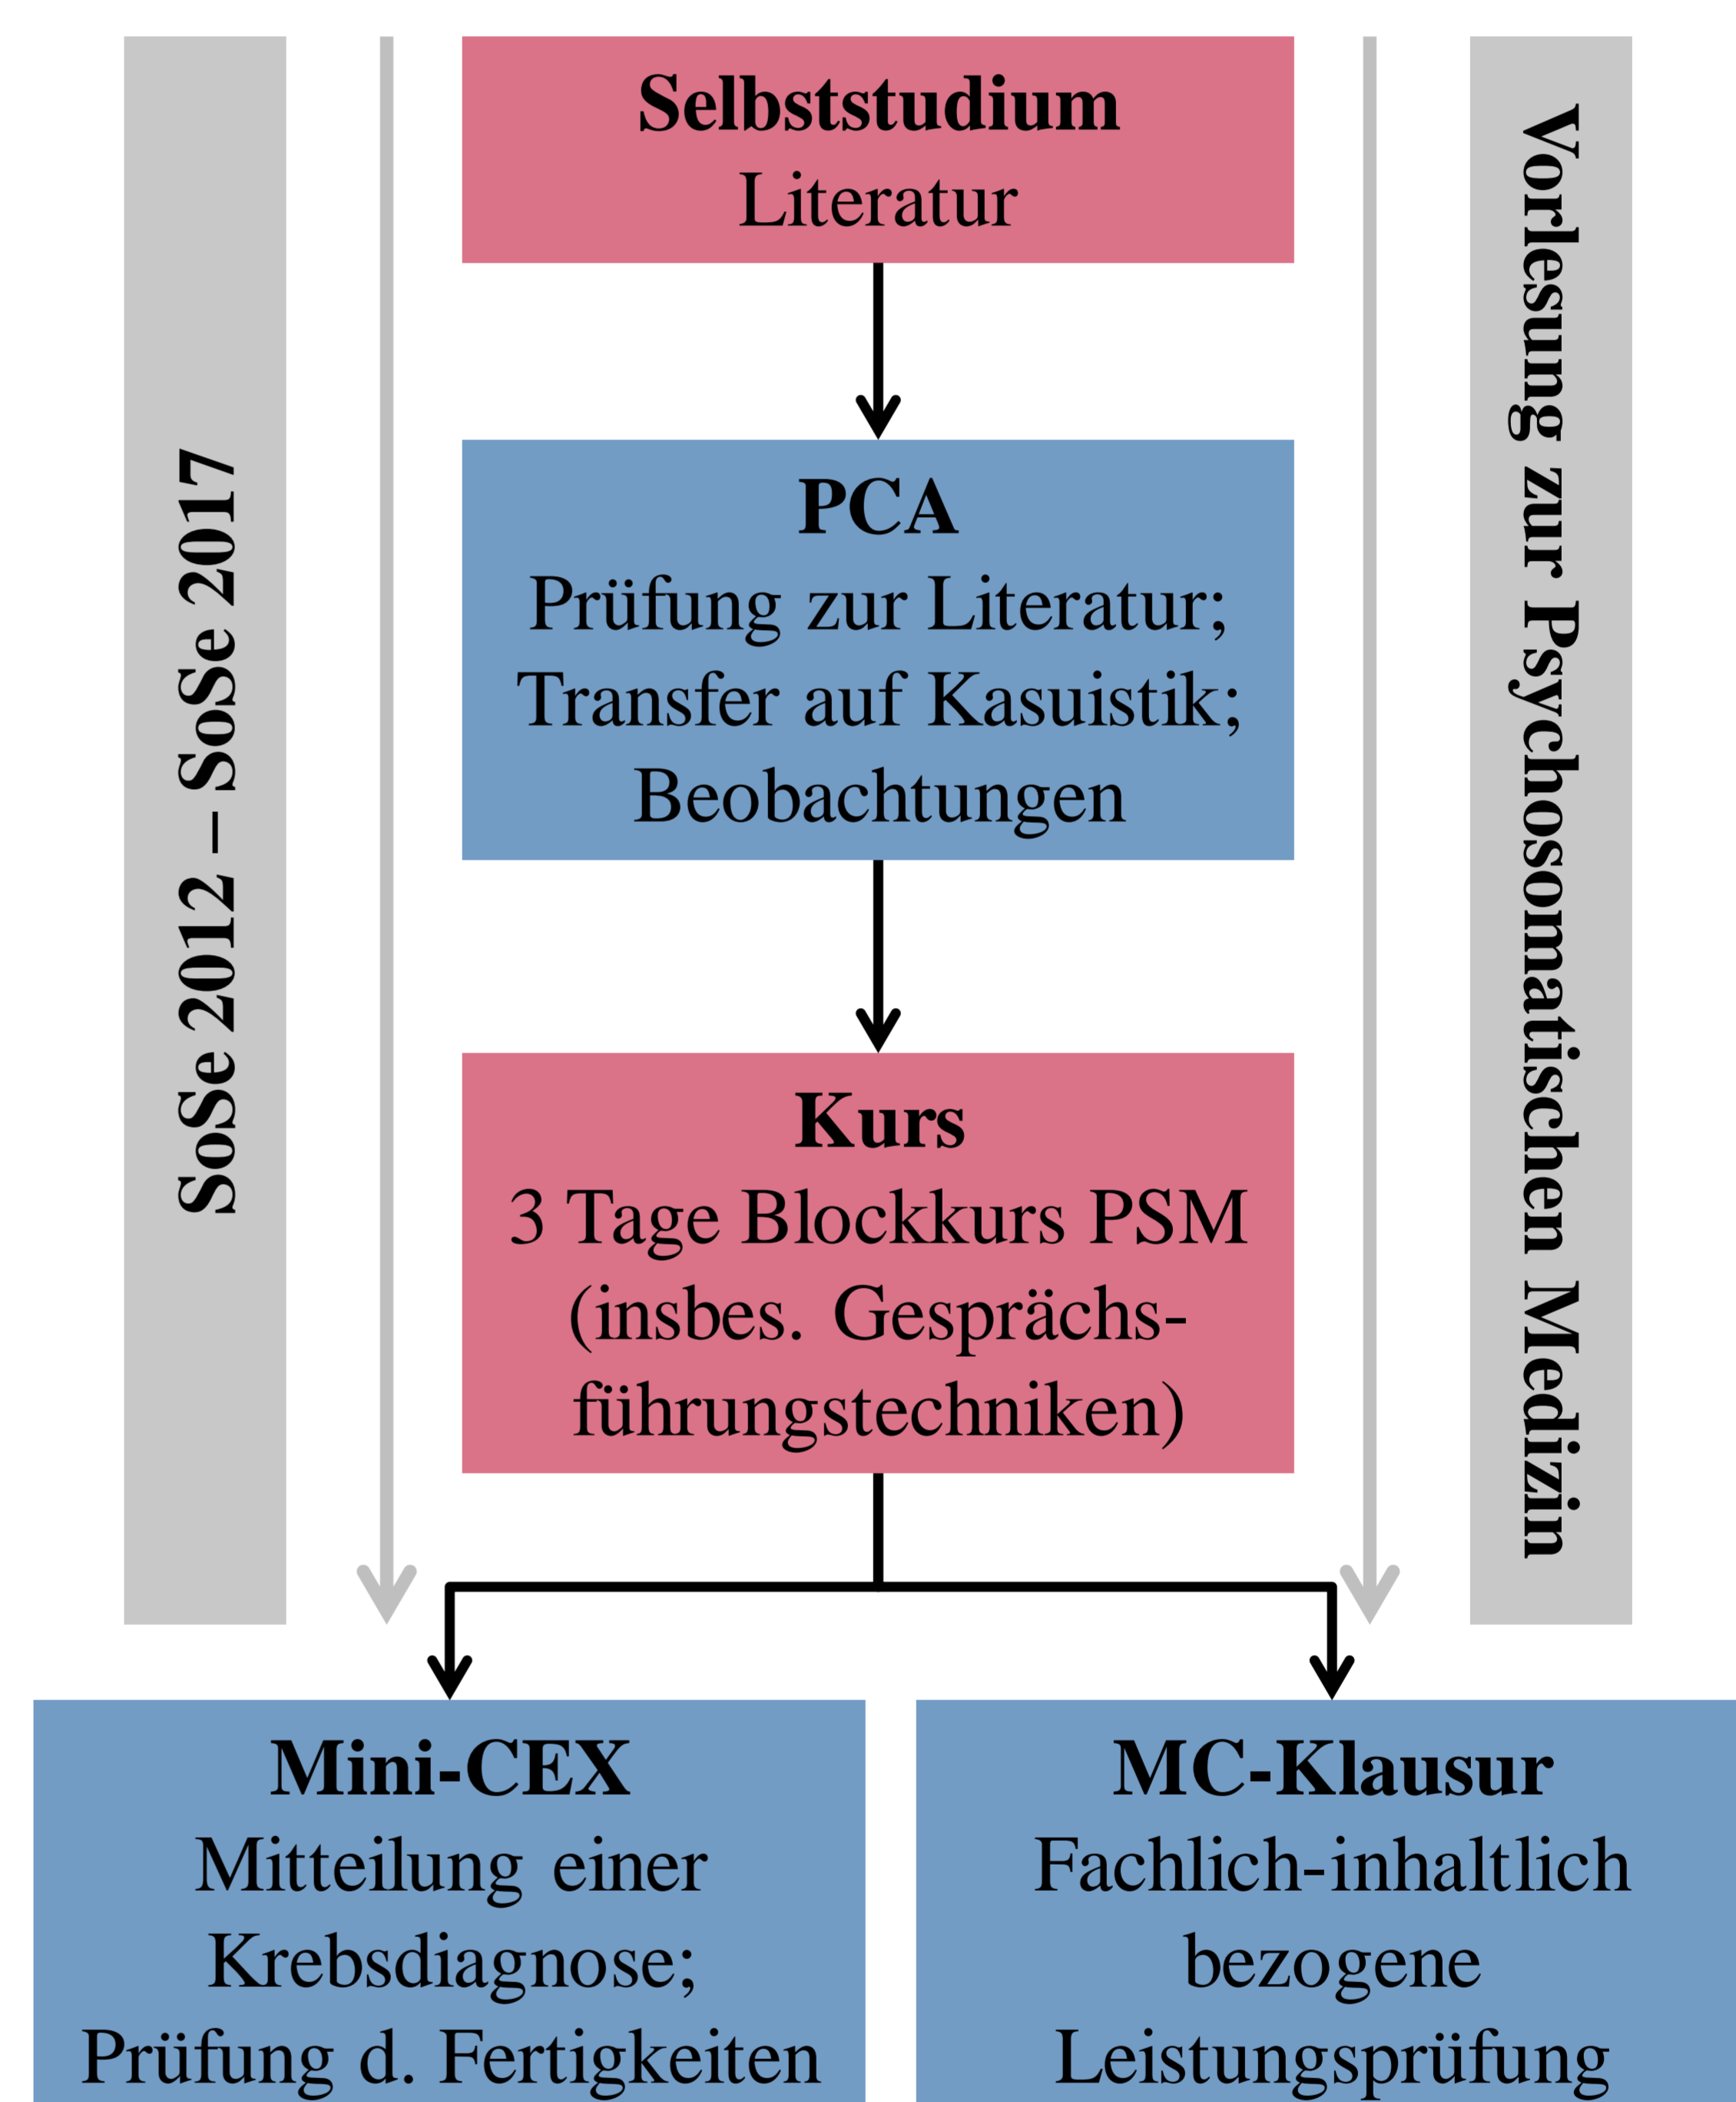 SoSe 2012 – SoSe 2017
Selbststudium
Literatur
PCA
Prüfung zur Literatur;
Transfer auf Kasuistik;
Beobachtungen
Kurs
3 Tage Blockkurs PSM
(insbes. Gesprächs-
führungstechniken)
Vorlesung zur Psychosomatischen Medizin
Mini-CEX
Mitteilung einer
Krebsdiagnose;
Prüfung d. Ferigkeiten
MC-Klausur
Fachlich-inhaltlich
bezogene
Leistungsprüfung